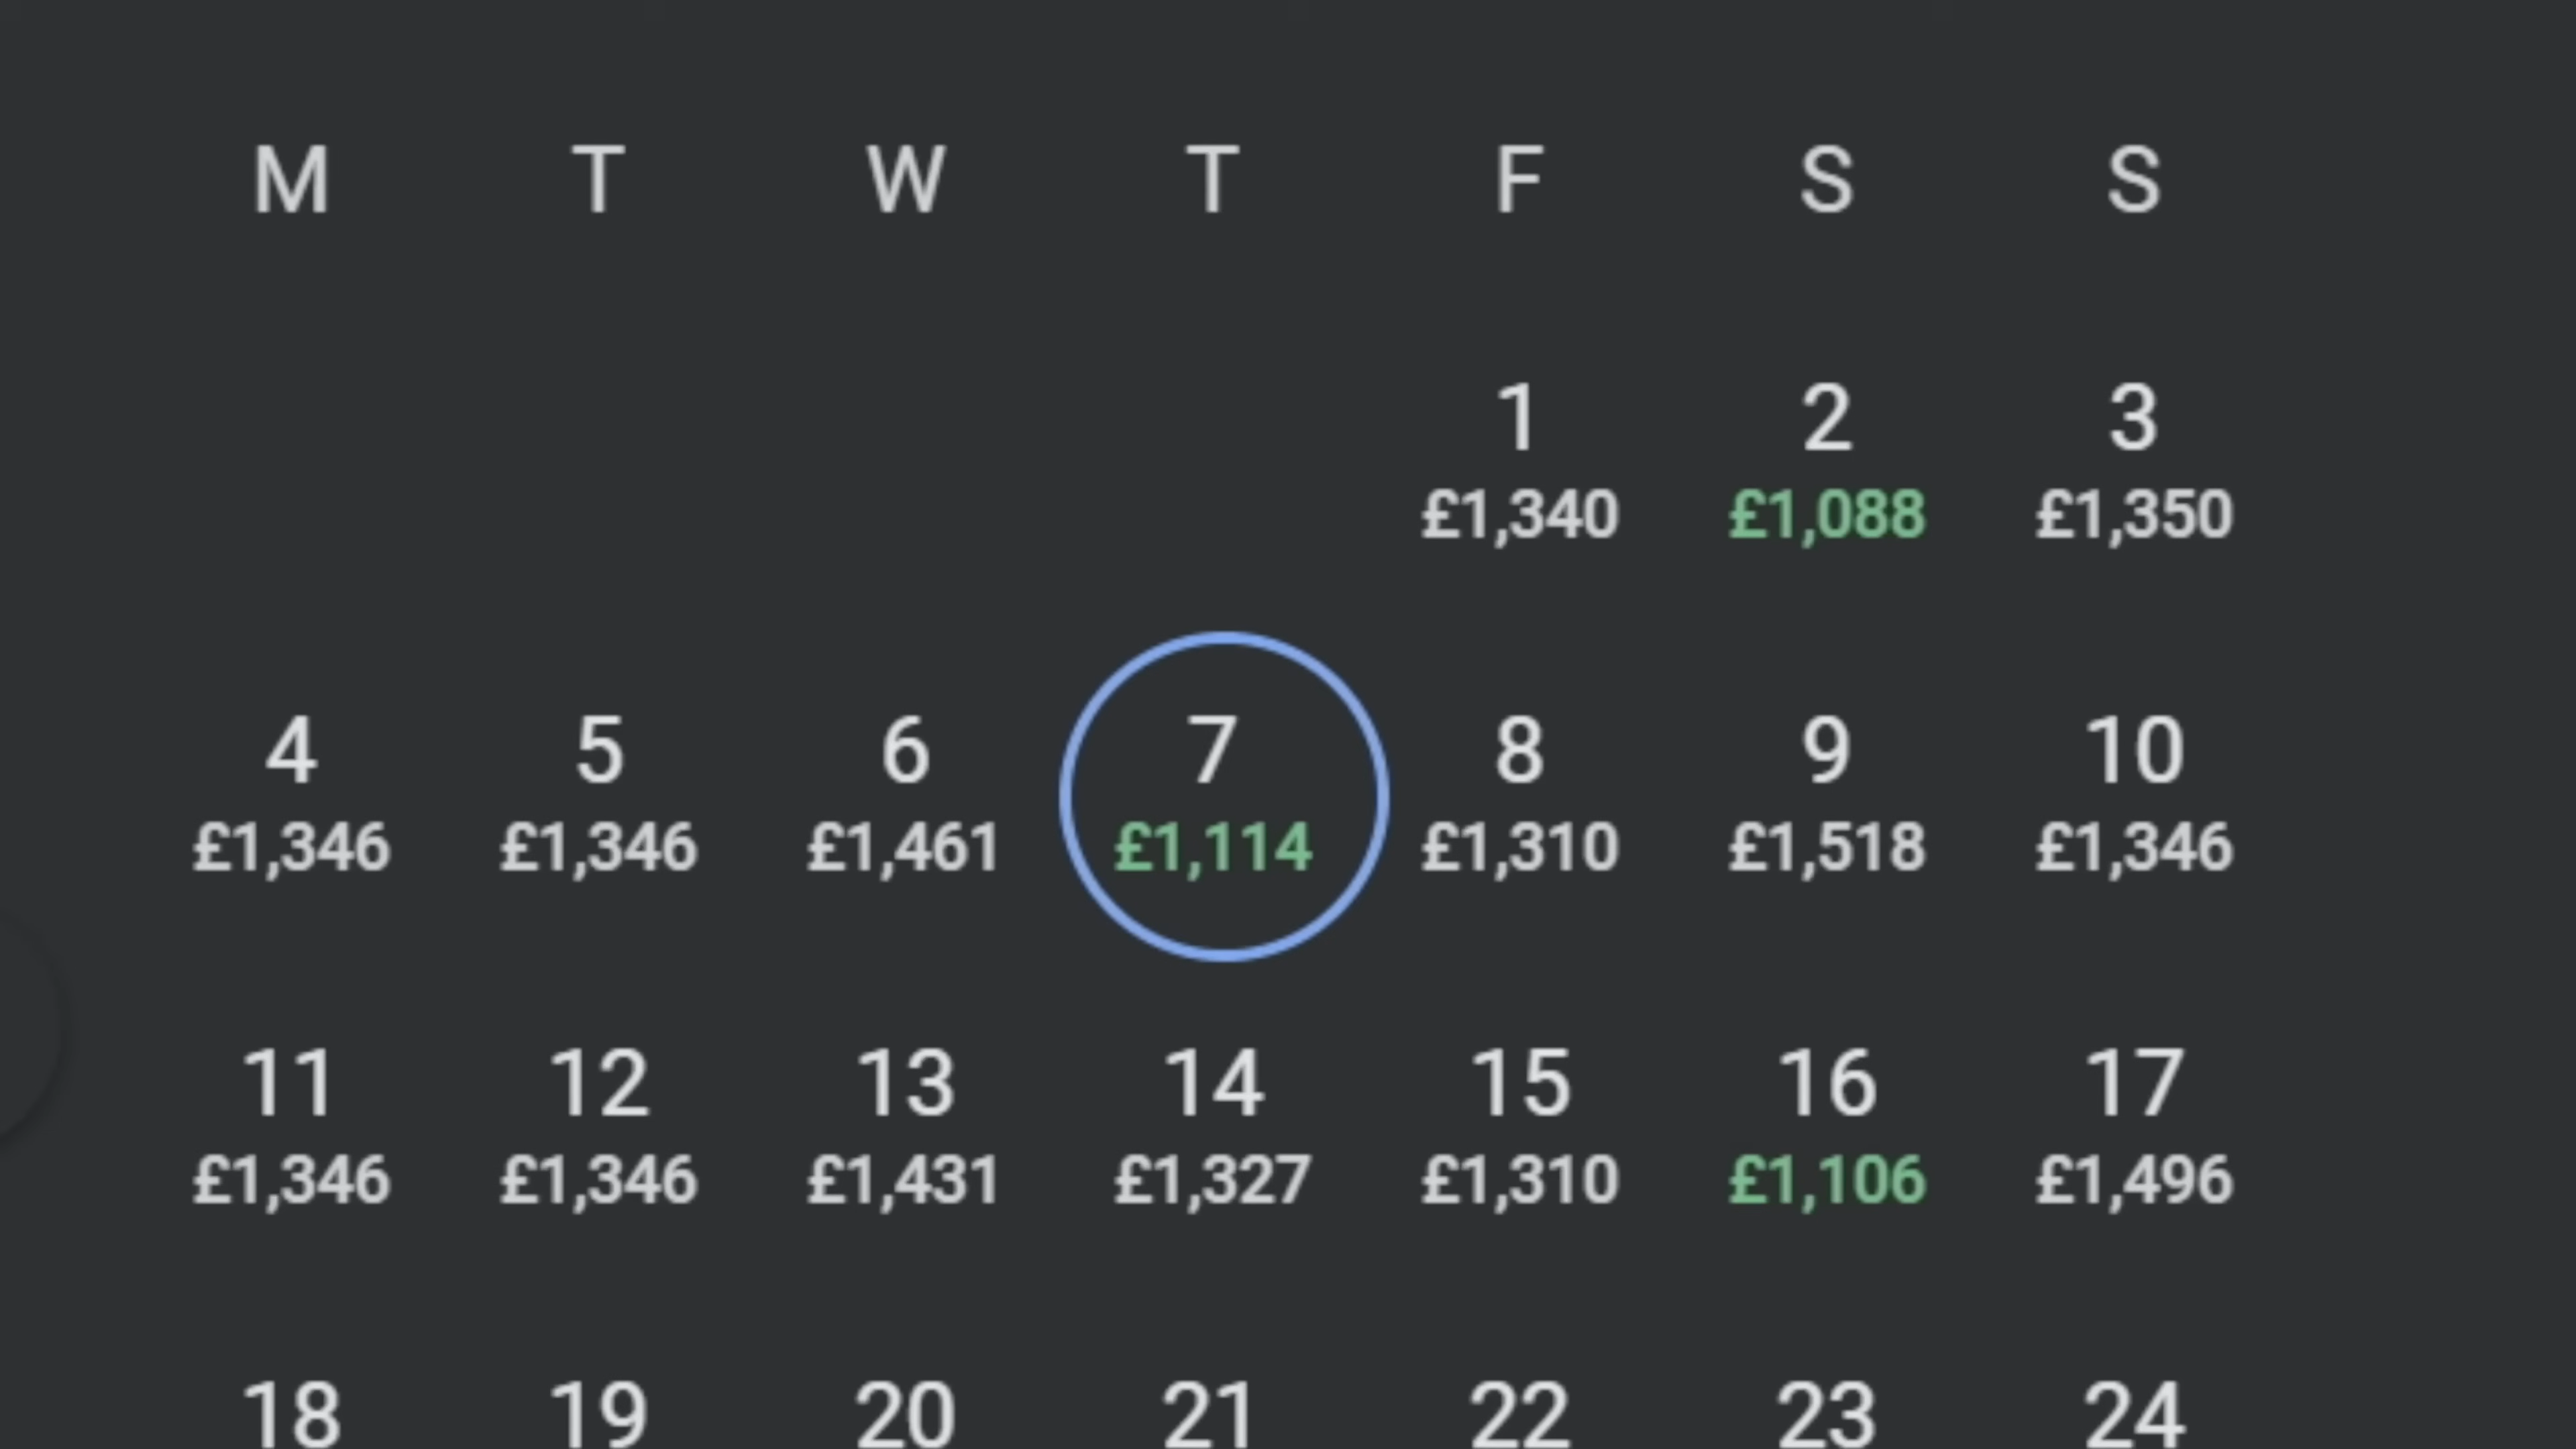 M T W T F S S
1 2 3
£1,340 £1,088 £1,350
4 5 6 7 8 9 10
£1,346 £1,346 £1,461 £1,114 £1,310 £1,518 £1,346
11 12 13 14 15 16 17
£1,346 £1,346 £1,431 £1,327 £1,310 £1,106 £1,496
18 19 20 21 22 23 24